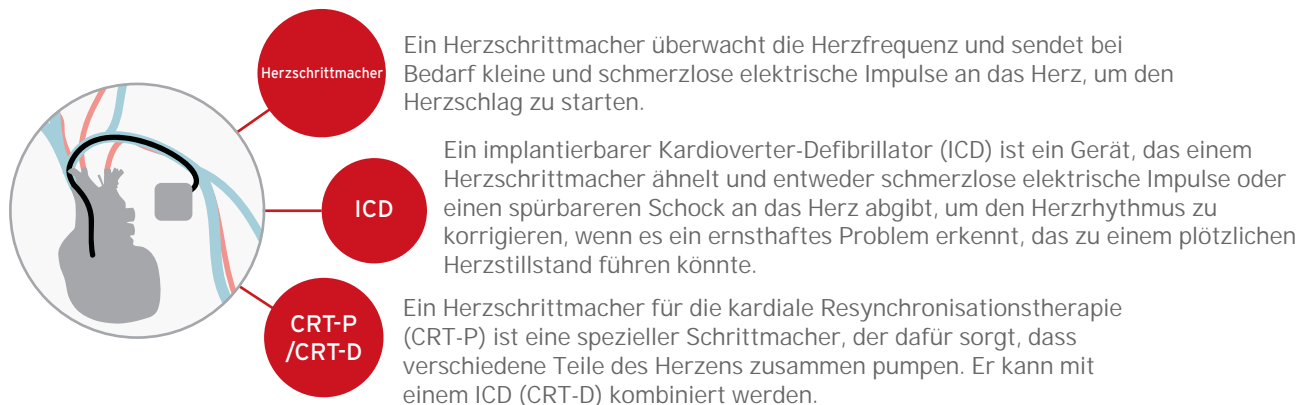 Herzschrittmacher
Ein Herzschrittmacher überwacht die Herzfrequenz und sendet bei
Bedarf kleine und schmerzlose elektrische Impulse an das Herz, um den
Herzschlag zu starten.
ICD
Ein implantierbarer Kardioverter-Defibrillator (ICD) ist ein Gerät, das einem
Herzschrittmacher ähnelt und entweder schmerzlose elektrische Impulse oder
einen spürbareren Schock an das Herz abgibt, um den Herzrhythmus zu
korrigieren, wenn es ein ernsthaftes Problem erkennt, das zu einem plötzlichen
Herzstillstand führen könnte.
CRT-P
/CRT-D
Ein Herzschrittmacher für die kardiale Resynchronisationstherapie
(CRT-P) ist eine spezieller Schrittmacher, der dafür sorgt, dass
verschiedene Teile des Herzens zusammen pumpen. Er kann mit
einem ICD (CRT-D) kombiniert werden.